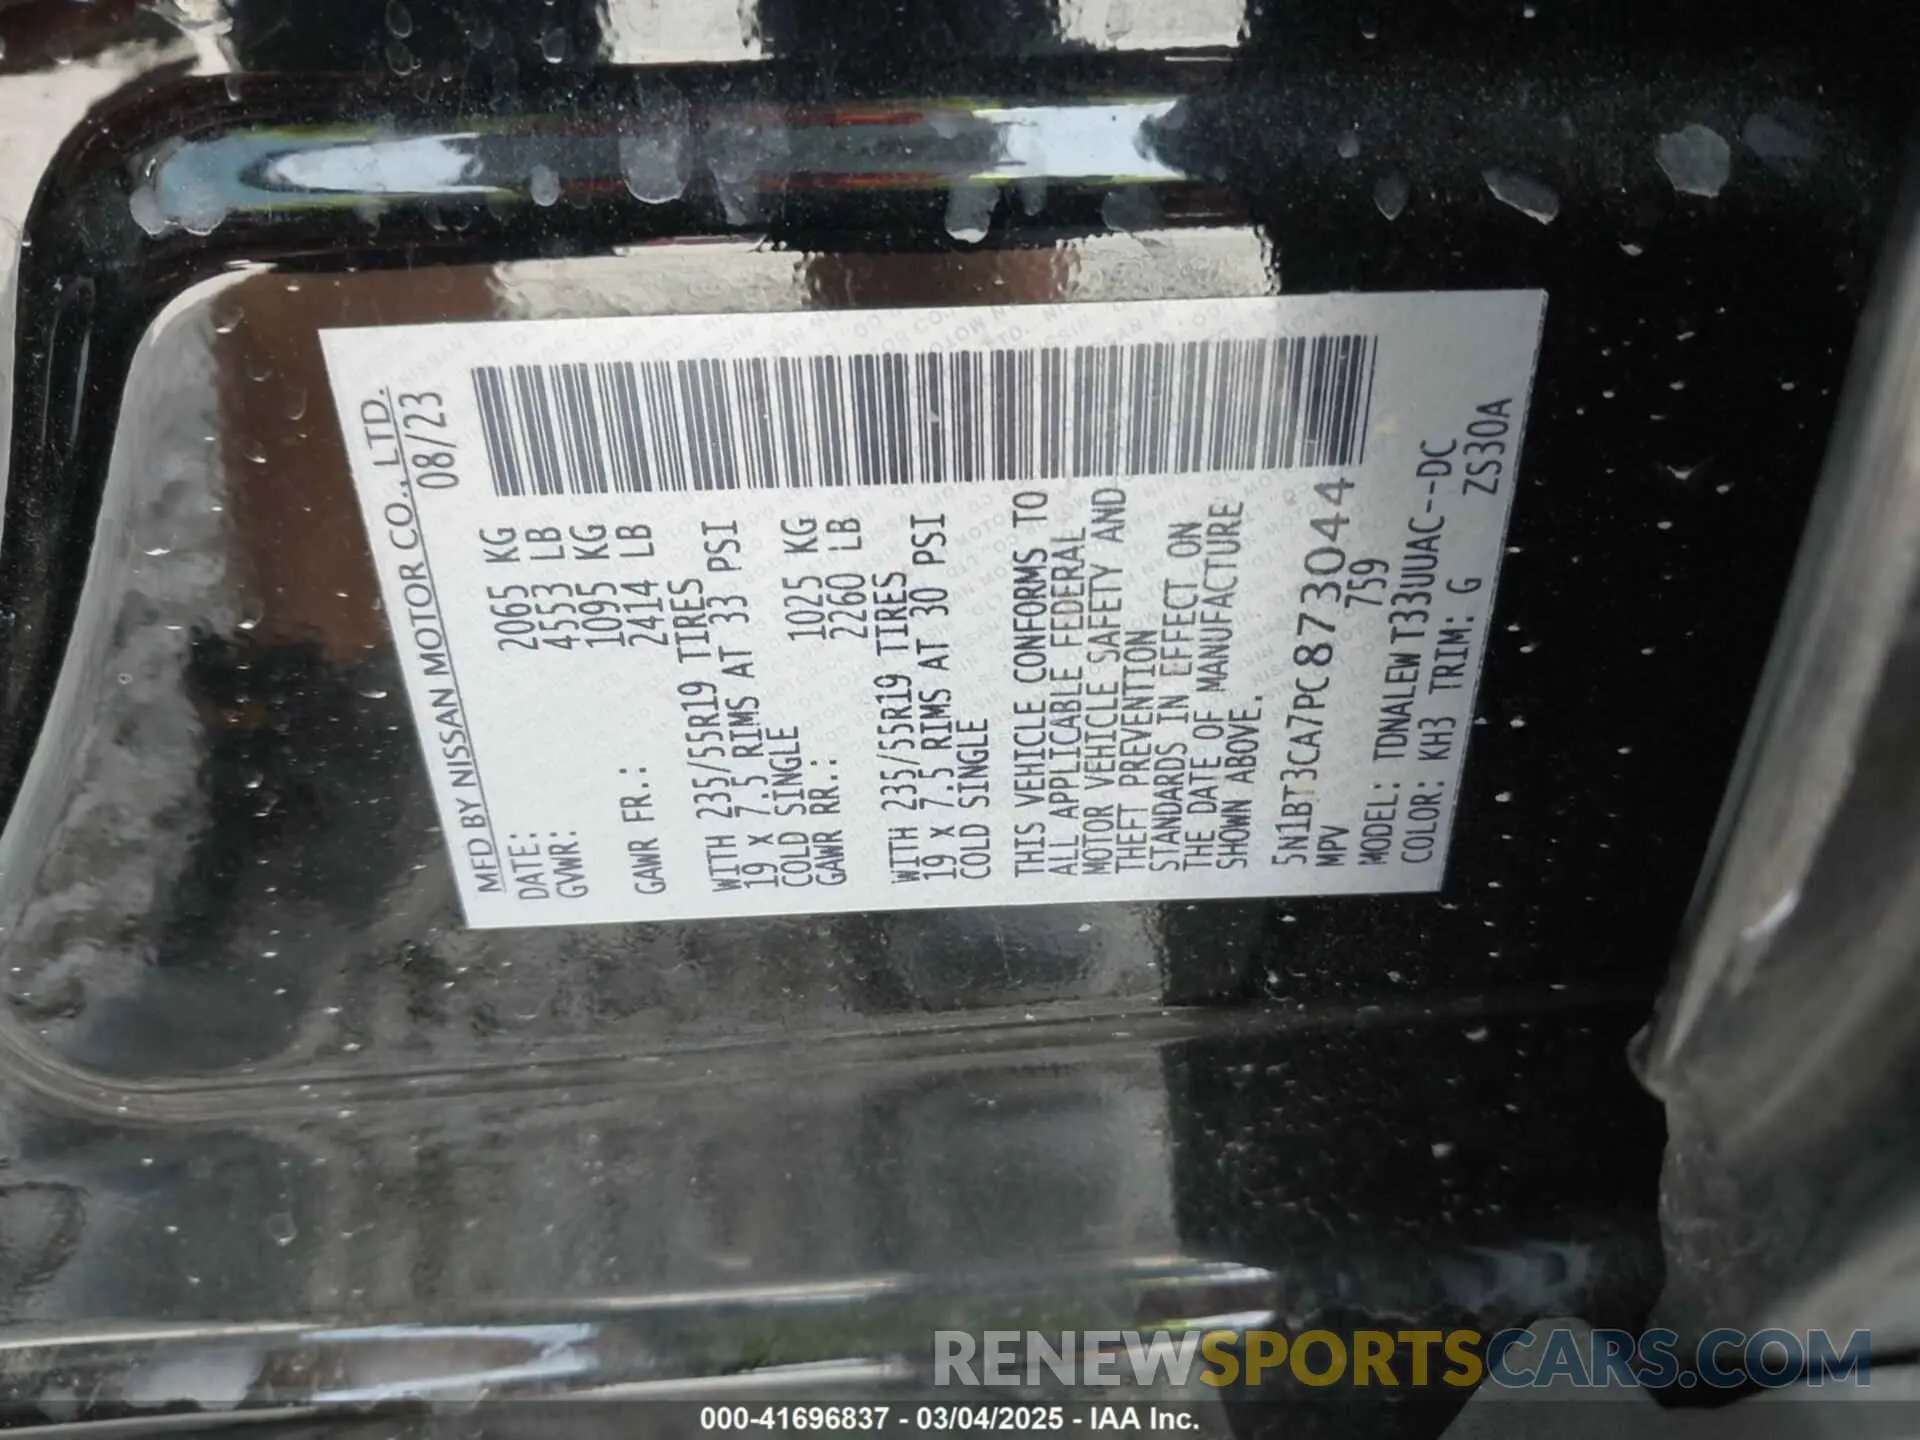 MFD BY NISSAN MOTOR CO., LTD.
DATE: 08/23
GVWR: 2065 KG
4553 LB
GAWR FR.: 1095 KG
2414 LB
WITH 235/55R19 TIRES
19 X 7.5 RIMS AT 33 PSI
COLD SINGLE
GAWR RR.: 1025 KG
2260 LB
WITH 235/55R19 TIRES
19 X 7.5 RIMS AT 30 PSI
COLD SINGLE
THIS VEHICLE CONFORMS TO
ALL APPLICABLE FEDERAL
MOTOR VEHICLE SAFETY AND
THEFT PREVENTION
STANDARDS IN EFFECT ON
THE DATE OF MANUFACTURE
SHOWN ABOVE.
5N1BT3CA7PC873044
MPV 759
MODEL: TDNALEW T33UUAC--DC
COLOR: KH3 TRIM: G ZS30A
RENEWSPORTSCARS.COM
000-41696837 - 03/04/2025 - IAA Inc.